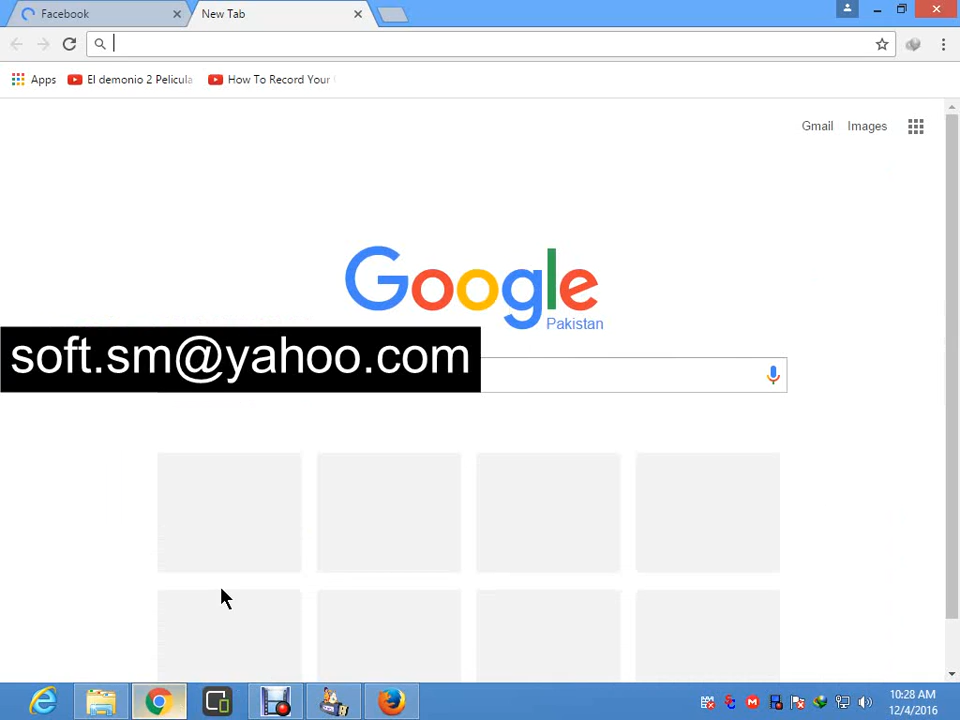 Facebook
New Tab
Apps
El demonio 2 Pelicula
How To Record Your
Gmail Images
Google
Pakistan
soft.sm@yahoo.com
10:28 AM
12/4/2016